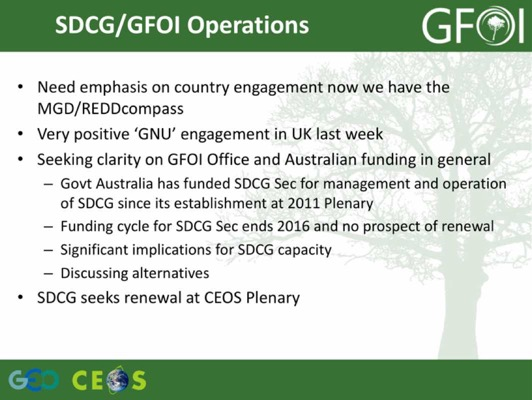 SDCG/GFOI Operations
GFOI
• Need emphasis on country engagement now we have the
MGD/REDDcompass
• Very positive ‘GNU’ engagement in UK last week
• Seeking clarity on GFOI Office and Australian funding in general
– Govt Australia has funded SDCG Sec for management and operation
of SDCG since its establishment at 2011 Plenary
– Funding cycle for SDCG Sec ends 2016 and no prospect of renewal
– Significant implications for SDCG capacity
– Discussing alternatives
• SDCG seeks renewal at CEOS Plenary
GEO CEOS